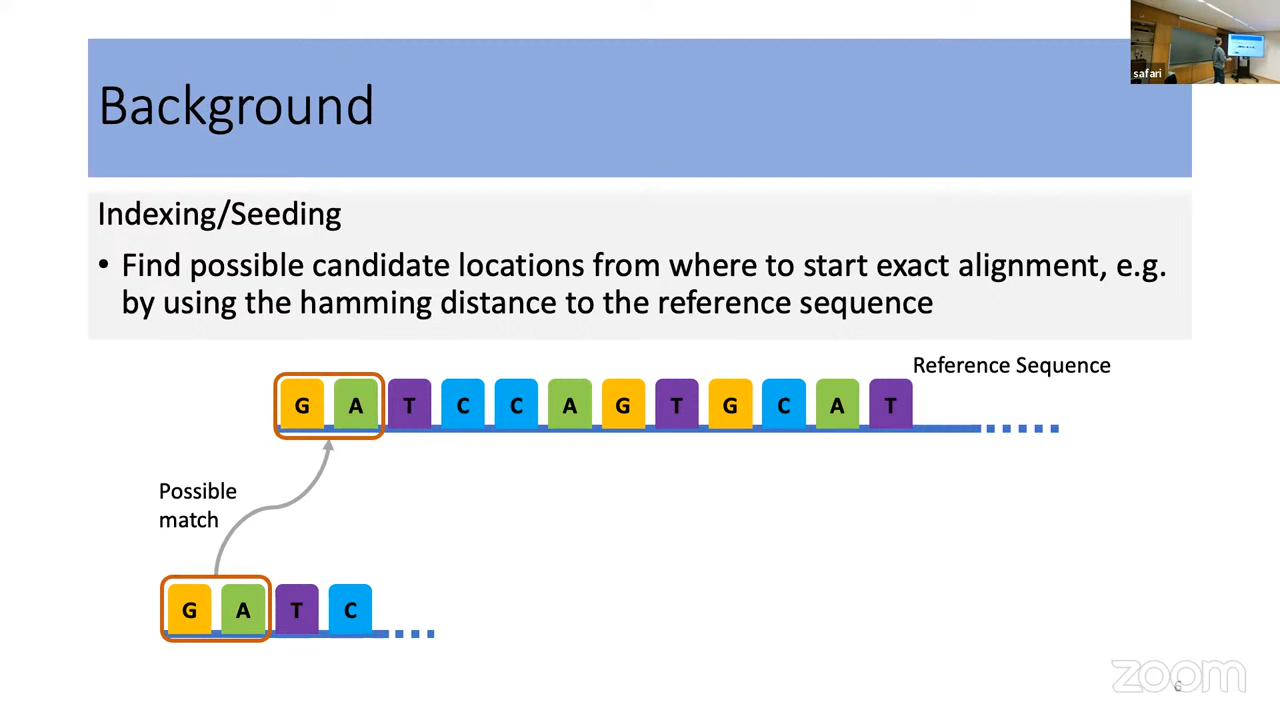 safari
Background
Indexing/Seeding
• Find possible candidate locations from where to start exact alignment, e.g.
by using the hamming distance to the reference sequence
Reference Sequence
G A T C C A G T G C A T
Possible
match
G A T C
zoom
6